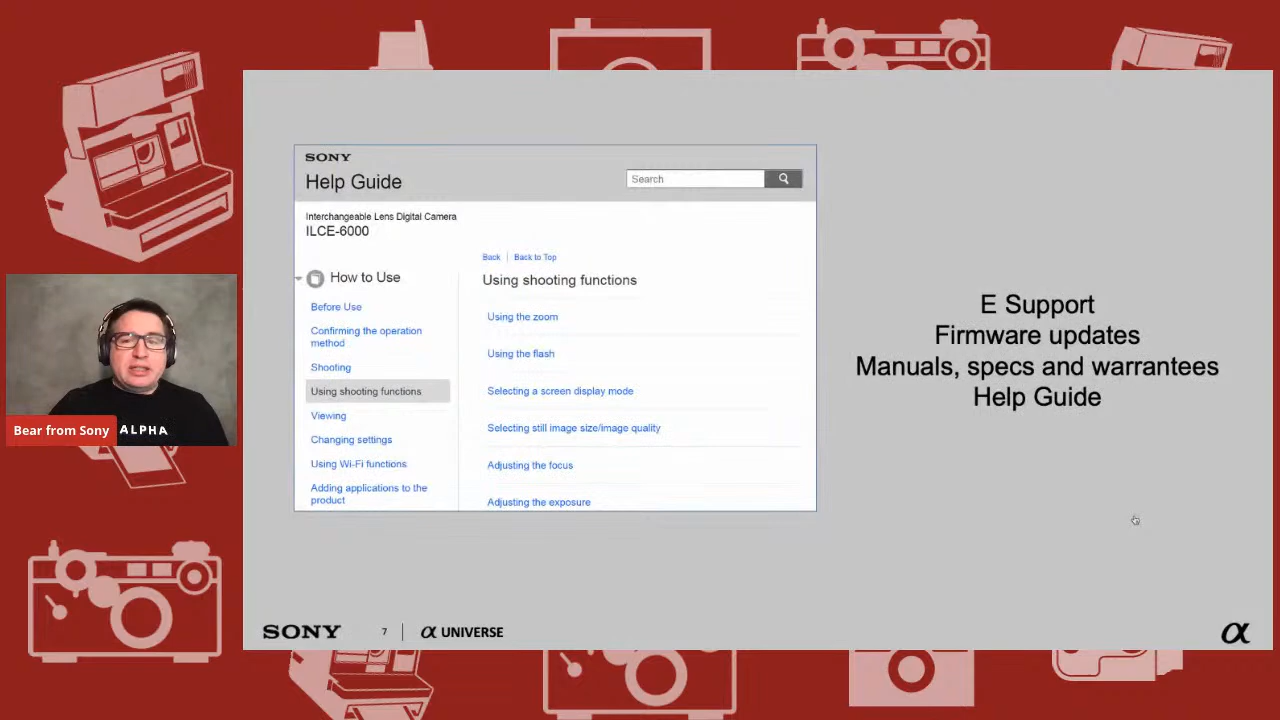 SONY
Help Guide
Search
Interchangeable Lens Digital Camera
ILCE-6000
Back | Back to Top
How to Use
Using shooting functions
Before Use
Confirming the operation
method
Shooting
Using shooting functions
Viewing
Changing settings
Using Wi-Fi functions
Adding applications to the
product
Using the zoom
Using the flash
Selecting a screen display mode
Selecting still image size/image quality
Adjusting the focus
Adjusting the exposure
E Support
Firmware updates
Manuals, specs and warrantees
Help Guide
Bear from Sony
ALPHA
SONY 7 | α UNIVERSE
α